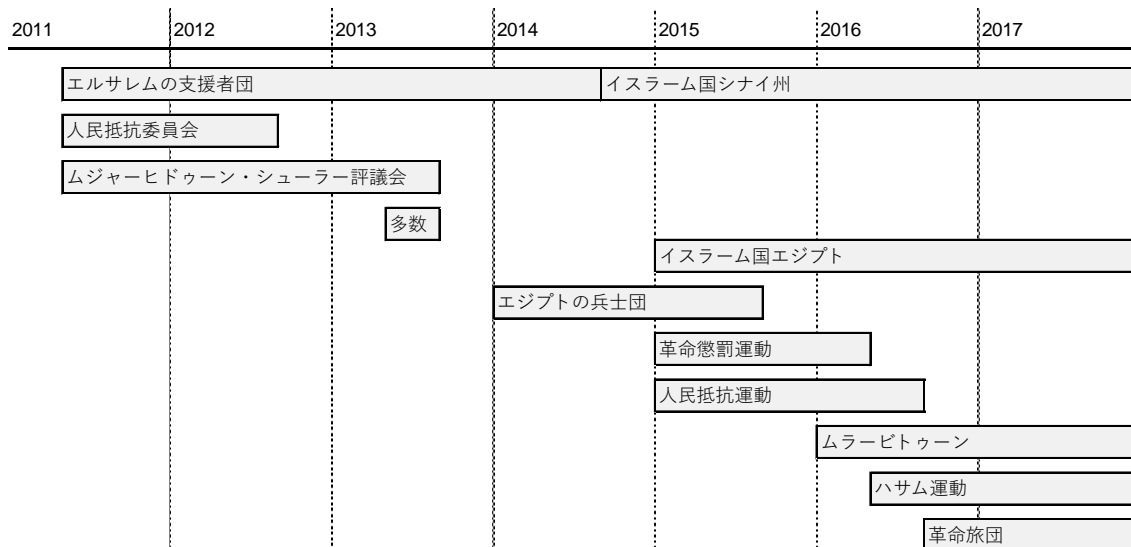 2011 2012 2013 2014 2015 2016 2017
エルサレムの支援者団 イスラーム国シナイ州
人民抵抗委員会
ムジャーヒドゥーン・シューラー評議会
多数
イスラーム国エジプト
エジプトの兵士団
革命懲罰運動
人民抵抗運動
ムラービトゥーン
ハサム運動
革命旅団